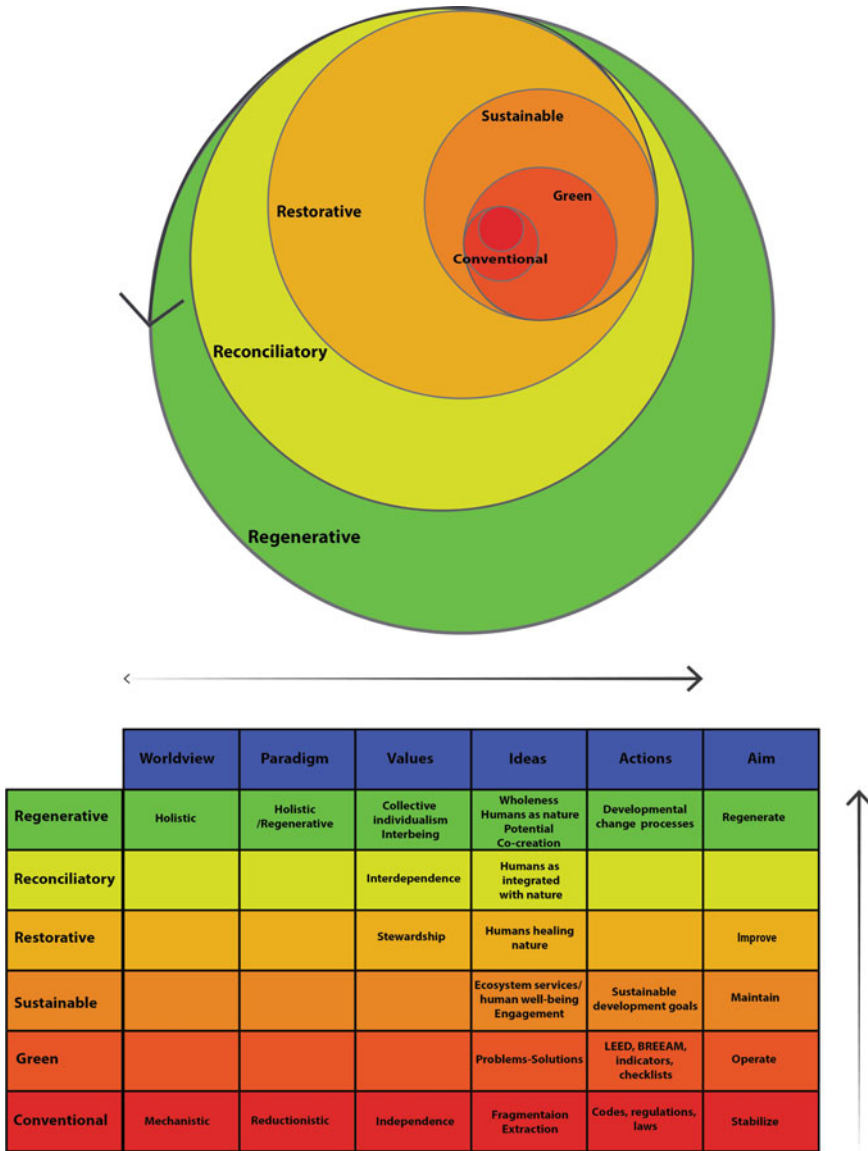 Sustainable
Green
Restorative
Conventional
Reconciliatory
Regenerative
Worldview Paradigm Values Ideas Actions Aim
Regenerative
Holistic
Holistic
/Regenerative
Collective
individualism
Interbeing
Wholeness
Humans as nature
Potential
Co-creation
Developmental
change processes
Regenerate
Reconciliatory
Interdependence
Humans as
integrated
with nature
Restorative
Stewardship
Humans healing
nature
Improve
Sustainable
Ecosystem services/
human well-being
Engagement
Sustainable
development goals
Maintain
Green
Problems-Solutions
LEED, BREEAM,
indicators,
checklists
Operate
Conventional
Mechanistic
Reductionistic
Independence
Fragmentaion
Extraction
Codes, regulations,
laws
Stabilize